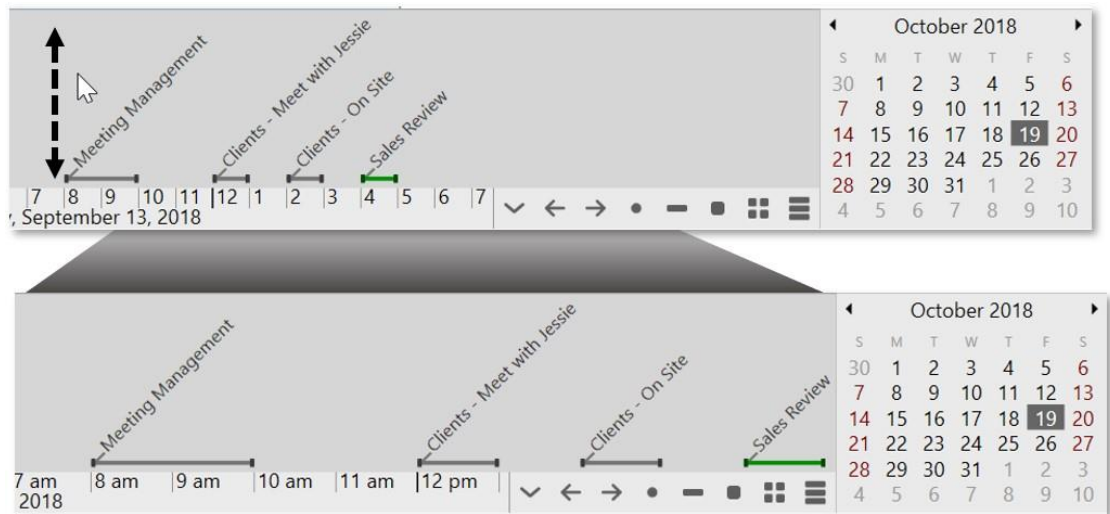 Meeting Management
Clients - Meet with Jessie
Clients - On Site
Sales Review
7 8 9 10 11 12 1 2 3 4 5 6 7
, September 13, 2018
October 2018
S M T W T F S
30 1 2 3 4 5 6
7 8 9 10 11 12 13
14 15 16 17 18 19 20
21 22 23 24 25 26 27
28 29 30 31 1 2 3
4 5 6 7 8 9 10
Meeting Management
Clients - Meet with Jessie
Clients - On Site
Sales Review
7 am 8 am 9 am 10 am 11 am 12 pm
2018
October 2018
S M T W T F S
30 1 2 3 4 5 6
7 8 9 10 11 12 13
14 15 16 17 18 19 20
21 22 23 24 25 26 27
28 29 30 31 1 2 3
4 5 6 7 8 9 10